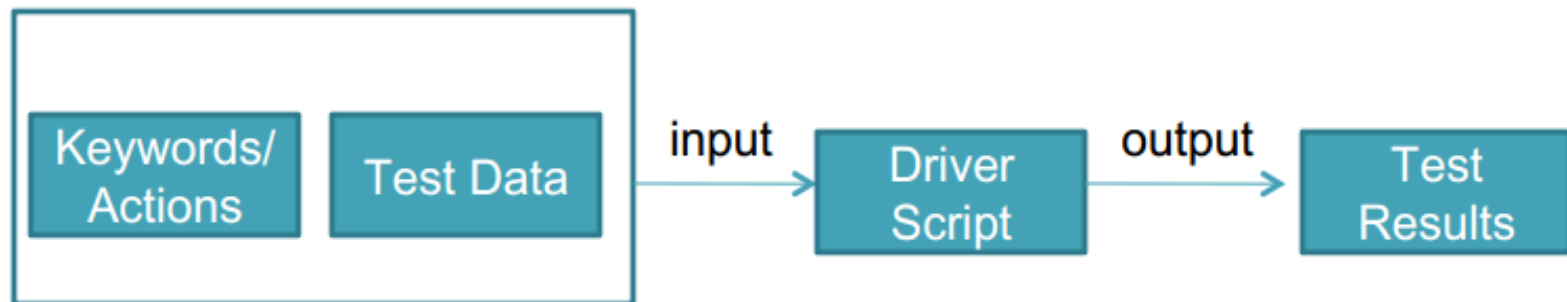 Keywords/
Actions
Test Data
input
Driver
Script
output
Test
Results